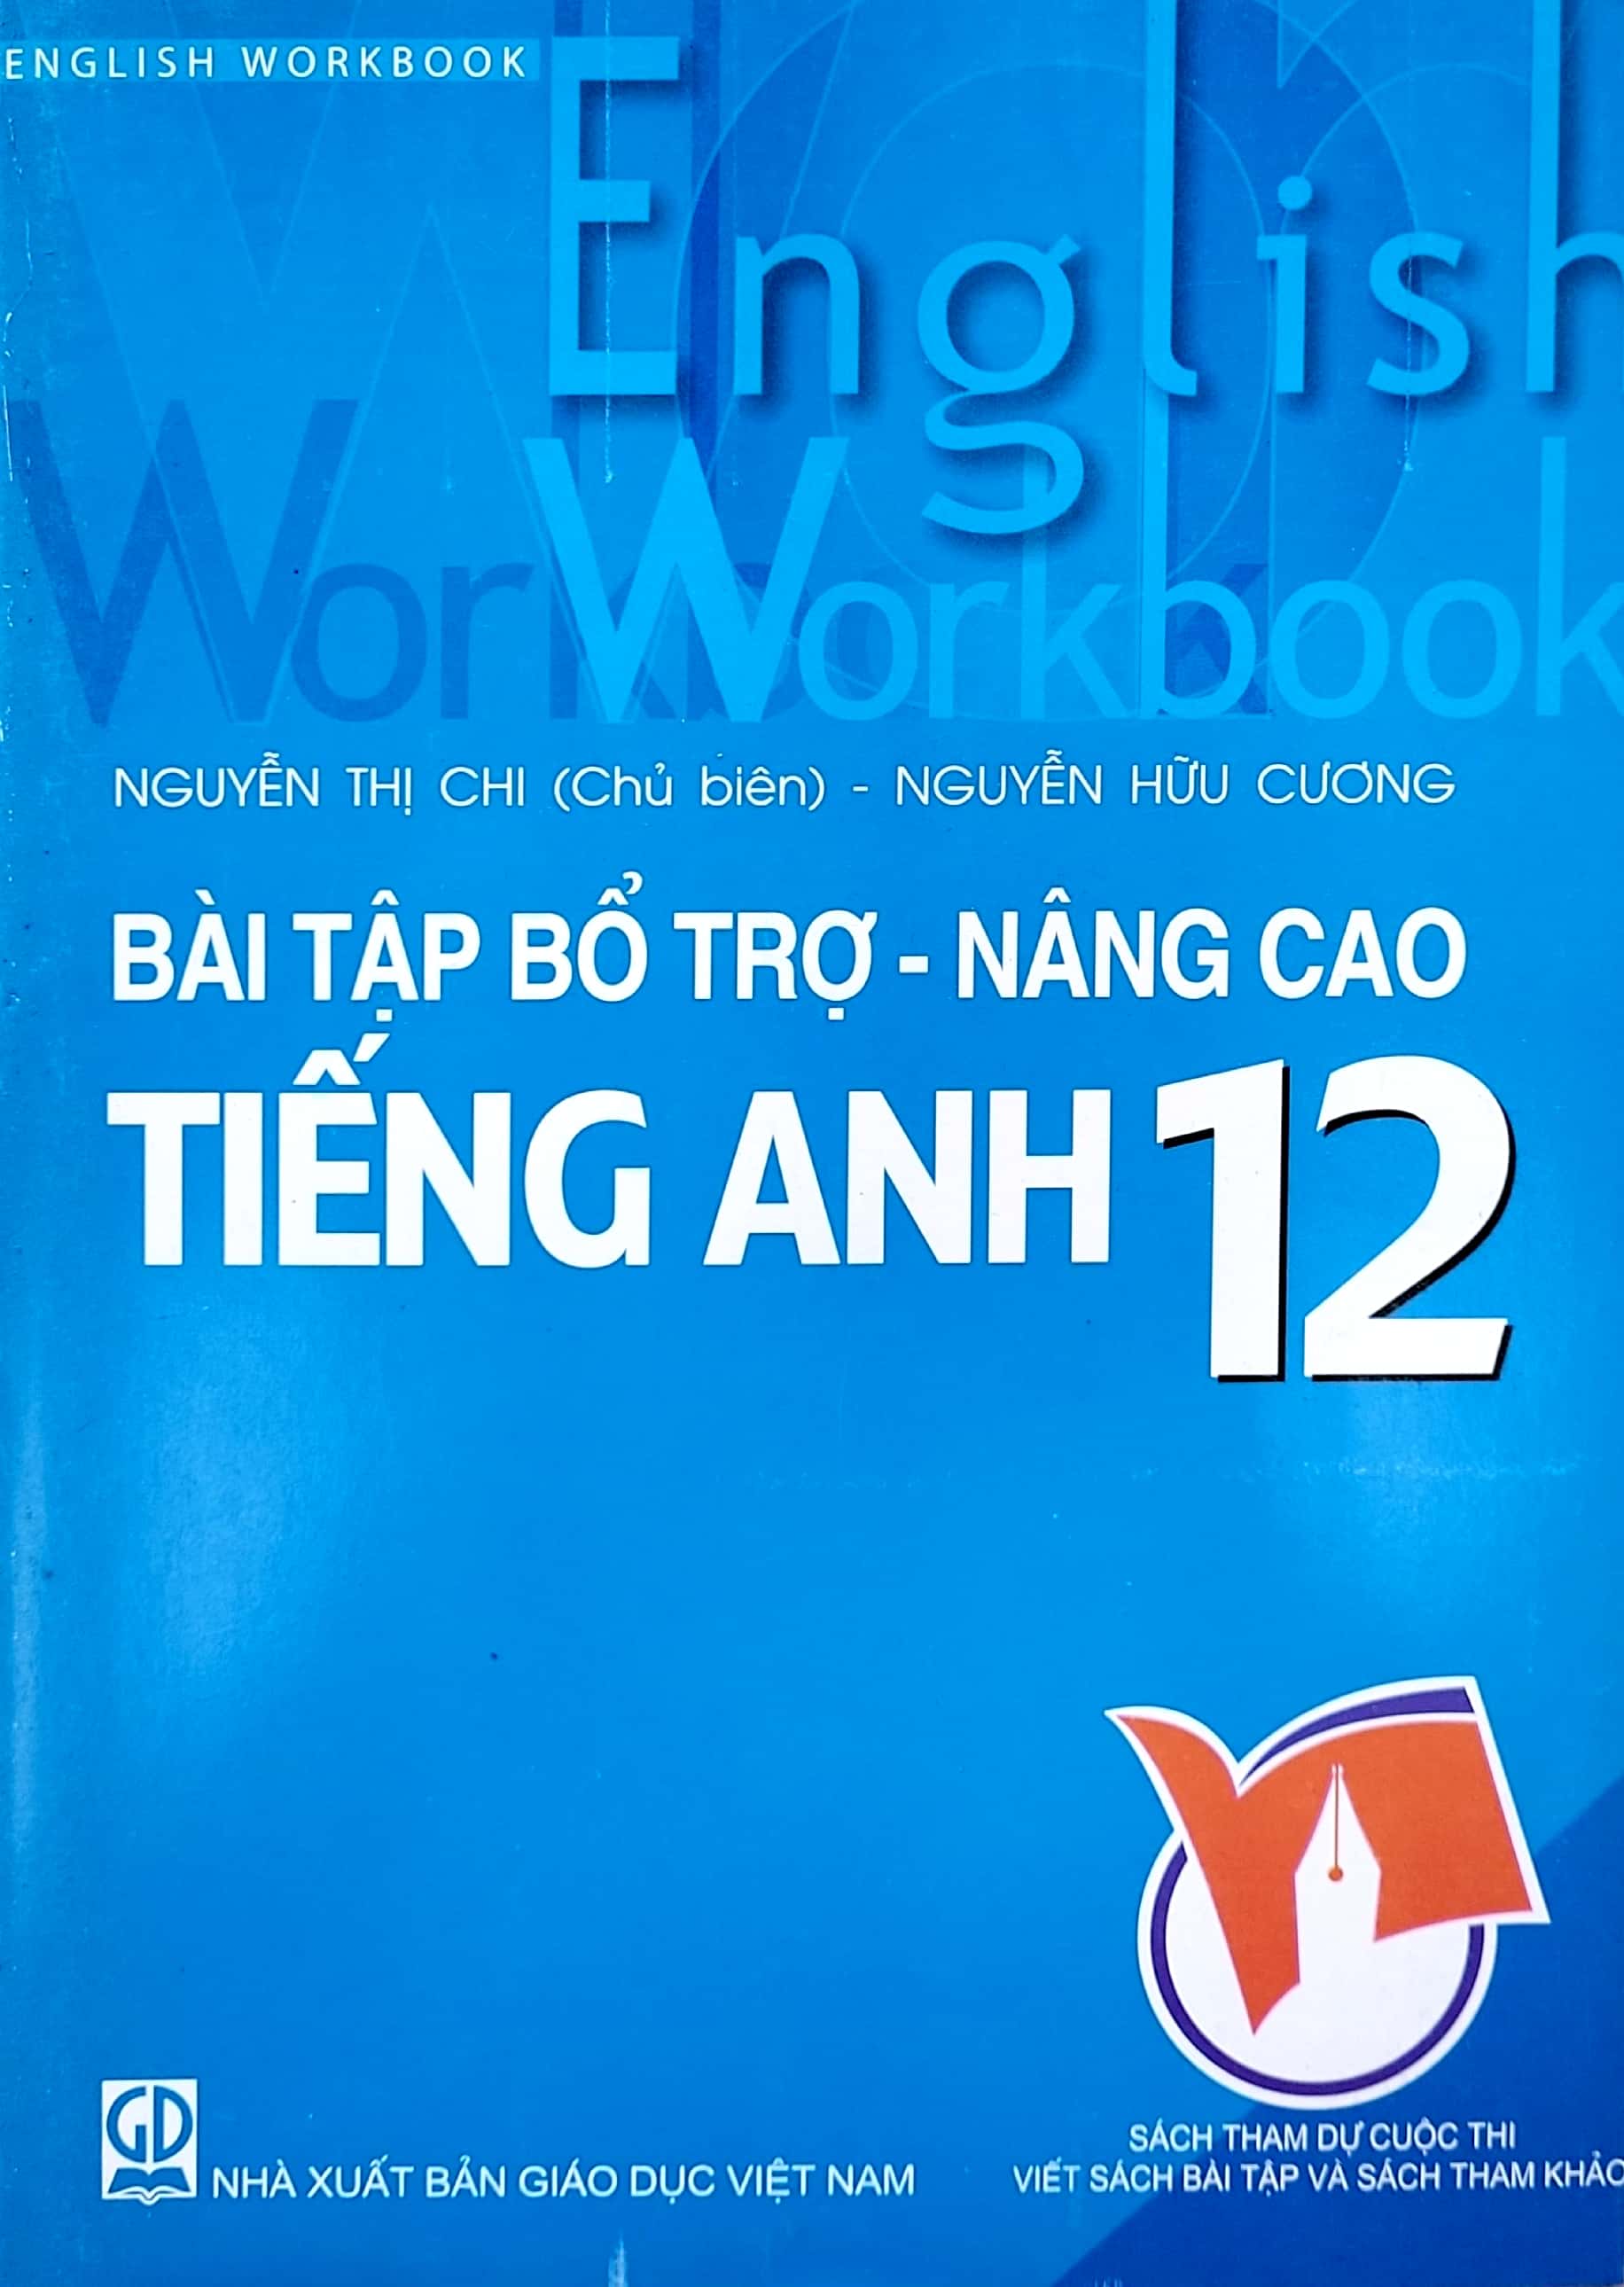 ENGLISH WORKBOOK
English
Workbook
NGUYỄN THỊ CHI (Chủ biên) - NGUYỄN HỮU CƯƠNG
BÀI TẬP BỔ TRỢ - NÂNG CAO
TIẾNG ANH 12
GD
NHÀ XUẤT BẢN GIÁO DỤC VIỆT NAM
SÁCH THAM DỰ CUỘC THI
VIẾT SÁCH BÀI TẬP VÀ SÁCH THAM KHẢO